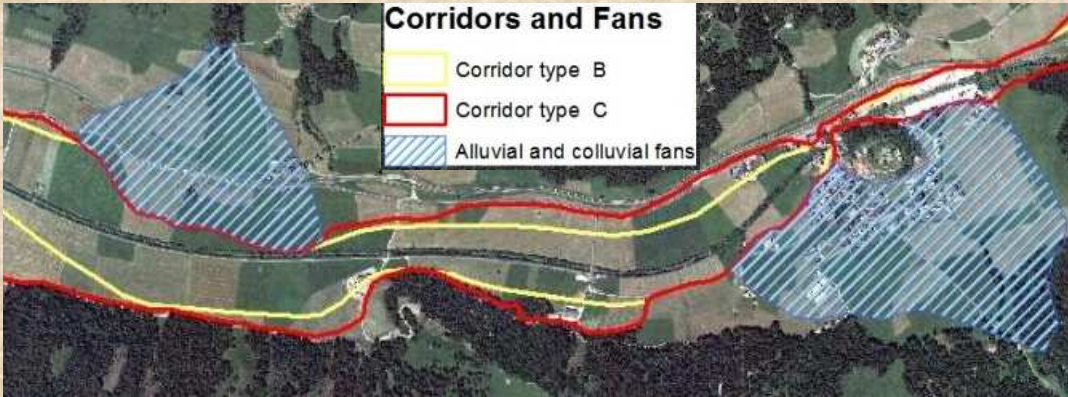 Corridors and Fans
Corridor type B
Corridor type C
Alluvial and colluvial fans